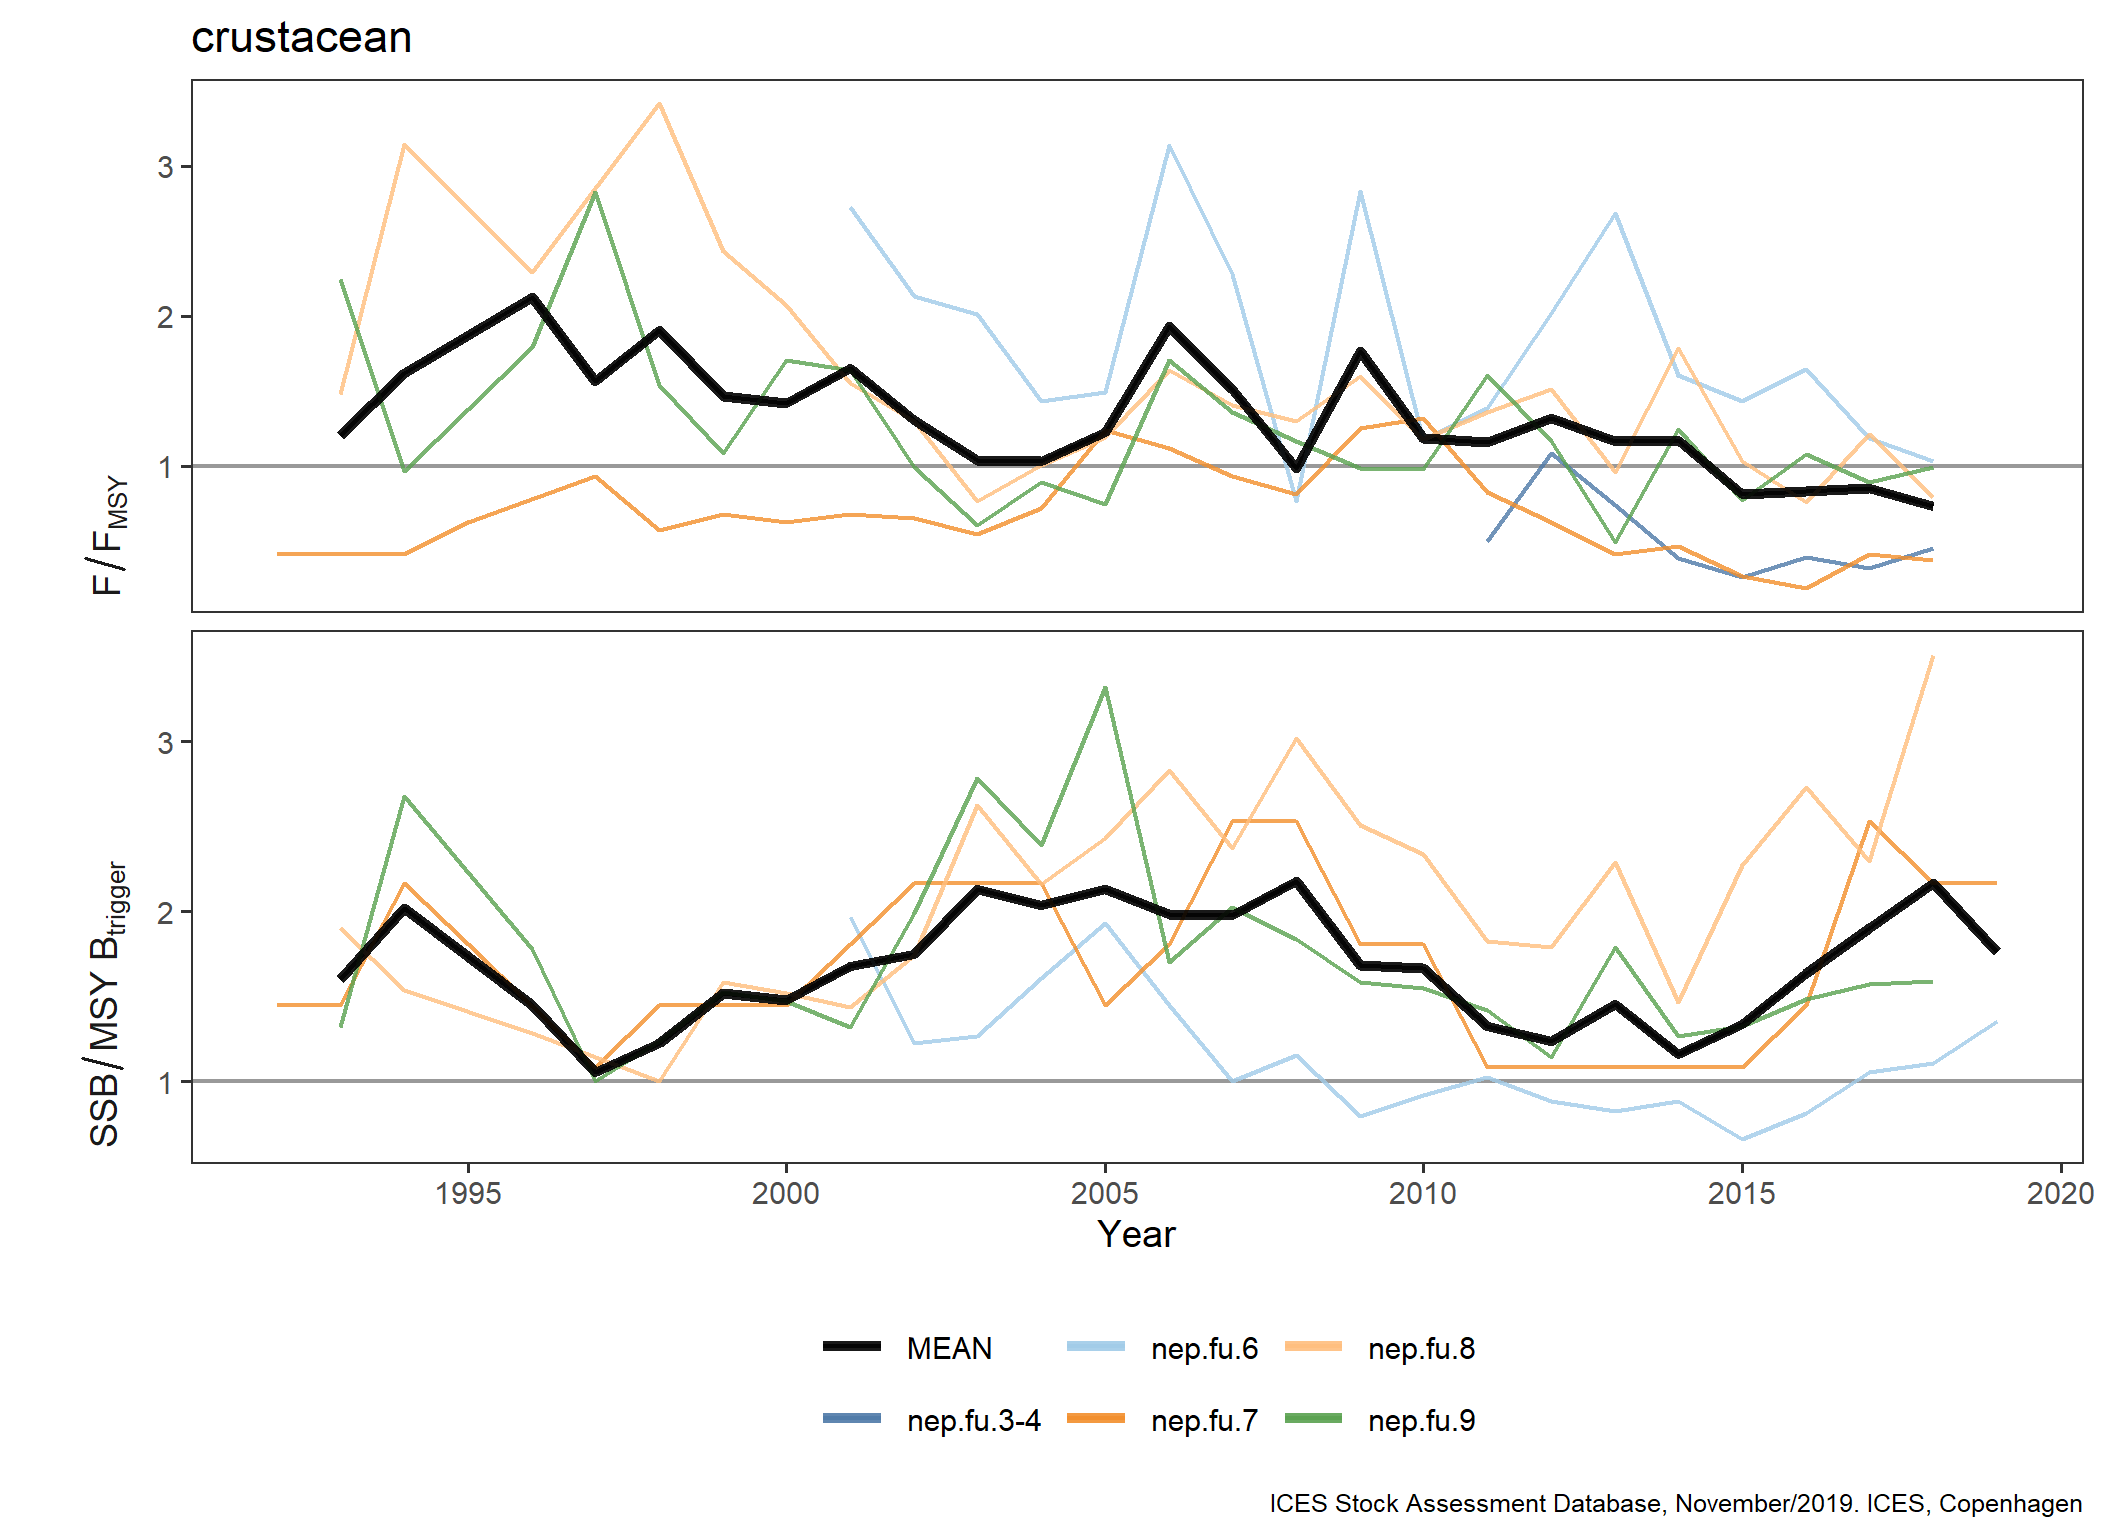 crustacean
3
2
1
F/FMSY
3
2
1
SSB/MSY Btrigger
1995 2000 2005 2010 2015 2020
Year
MEAN nep.fu.6 nep.fu.8
nep.fu.3-4 nep.fu.7 nep.fu.9
ICES Stock Assessment Database, November/2019. ICES, Copenhagen